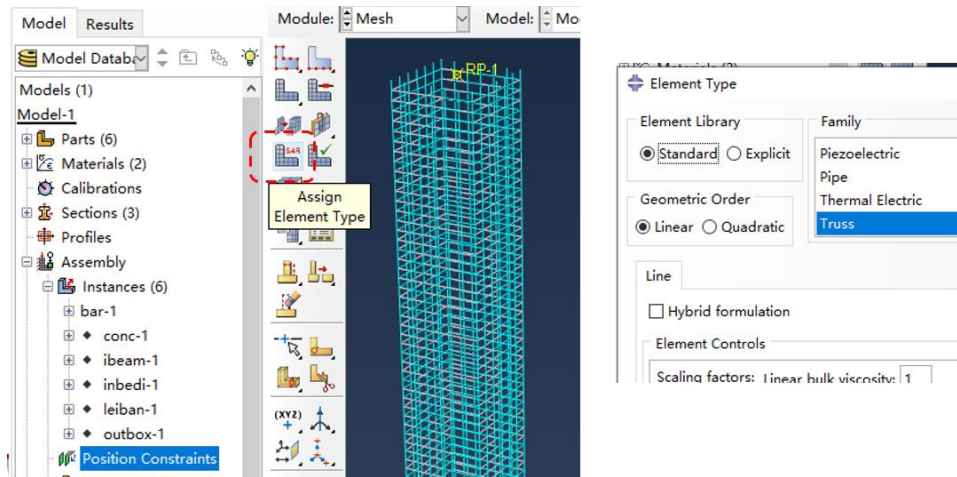 Model Results
Module: Mesh Model: Mo
Model Datab
Models (1)
Model-1
Parts (6)
Materials (2)
Calibrations
Sections (3)
Profiles
Assembly
Instances (6)
bar-1
conc-1
ibeam-1
inbedi-1
leiban-1
outbox-1
Position Constraints
S4R
Assign
Element Type
(XYZ)
RP-1
Element Type
Element Library
Standard Explicit
Geometric Order
Linear Quadratic
Family
Piezoelectric
Pipe
Thermal Electric
Truss
Line
Hybrid formulation
Element Controls
Scaling factors: Linear bulk viscosity: 1